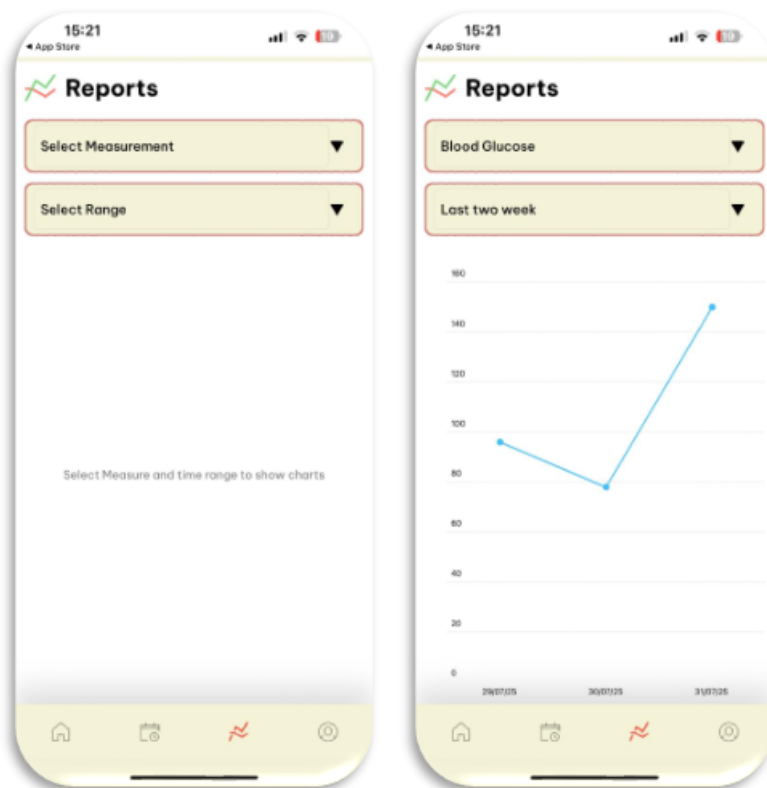 15:21
App Store
19
Reports
Select Measurement
Select Range
Select Measure and time range to show charts
15:21
App Store
19
Reports
Blood Glucose
Last two week
160
140
120
100
80
60
40
20
0
29/07/25
30/07/25
31/07/25